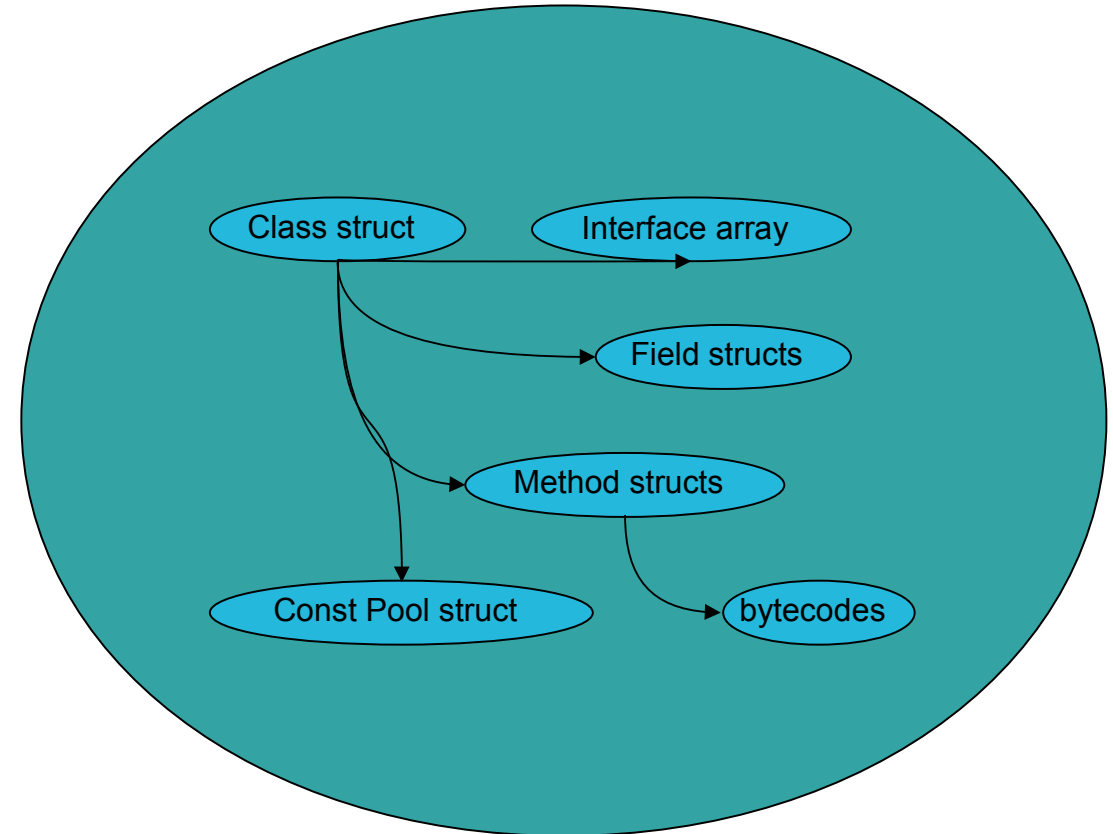 Class struct
Interface array
Field structs
Method structs
Const Pool struct
bytecodes